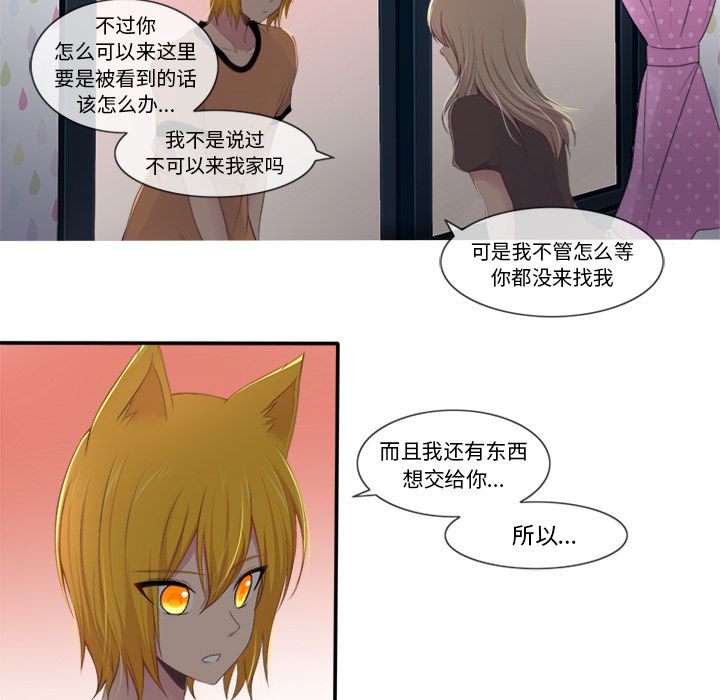 不过你
怎么可以来这里
要是被看到的话
该怎么办...
我不是说过
不可以来我家吗
可是我不管怎么等
你都没来找我
而且我还有东西
想交给你...
所以...